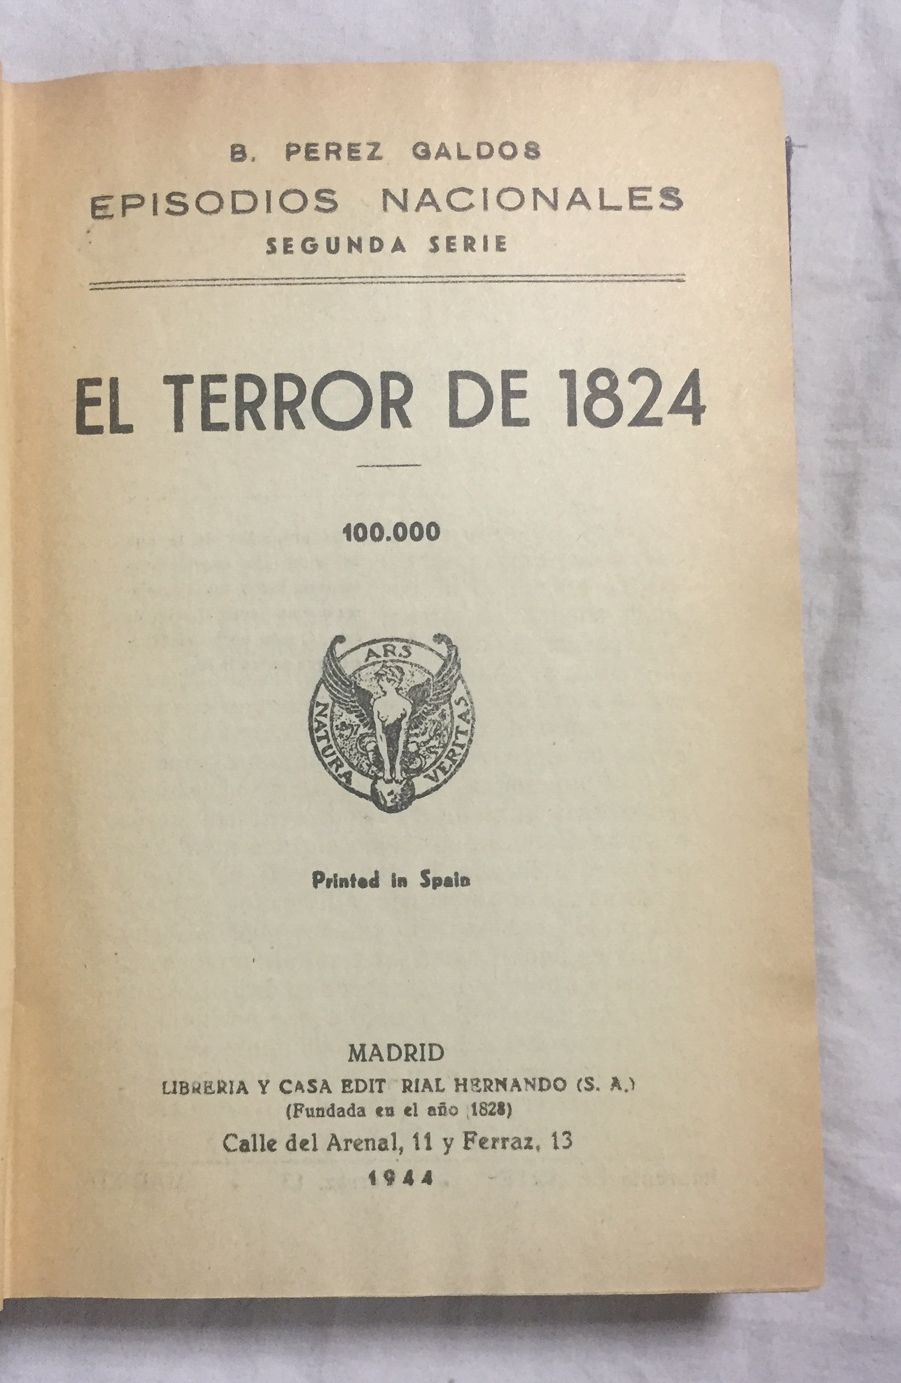 B. PEREZ GALDOS
EPISODIOS NACIONALES
SEGUNDA SERIE
EL TERROR DE 1824
100.000
ARS
NATURA
VERITAS
Printed in Spain
MADRID
LIBRERIA Y CASA EDIT RIAL HERNANDO (S. A.)
(Fundada en el año 1828)
Calle del Arenal, 11 y Ferraz, 13
1944